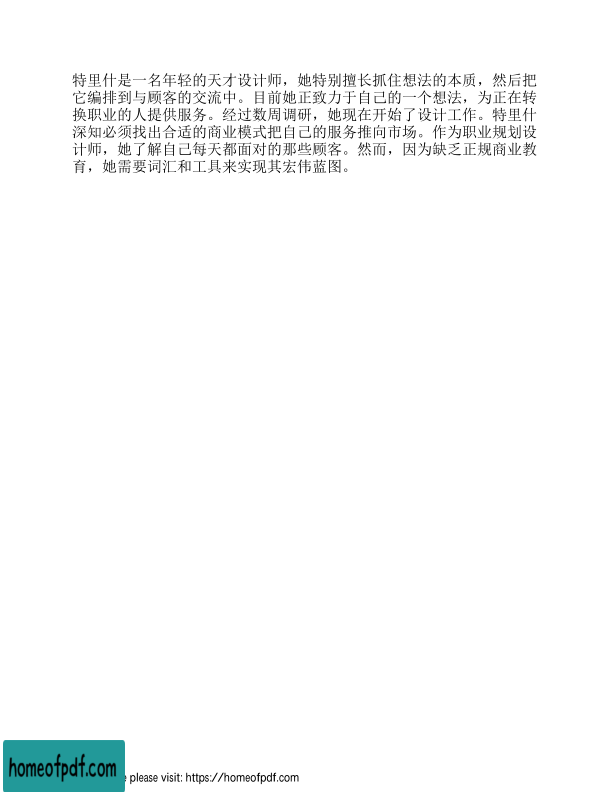 特里什是一名年轻的天才设计师，她特别擅长抓住想法的本质，然后把
它编排到与顾客的交流中。目前她正致力于自己的一个想法，为正在转
换职业的人提供服务。经过数周调研，她现在开始了设计工作。特里什
深知必须找出合适的商业模式把自己的服务推向市场。作为职业规划设
计师，她了解自己每天都面对的那些顾客。然而，因为缺乏正规商业教
育，她需要词汇和工具来实现其宏伟蓝图。
homeofpdf.com
please visit: https://homeofpdf.com